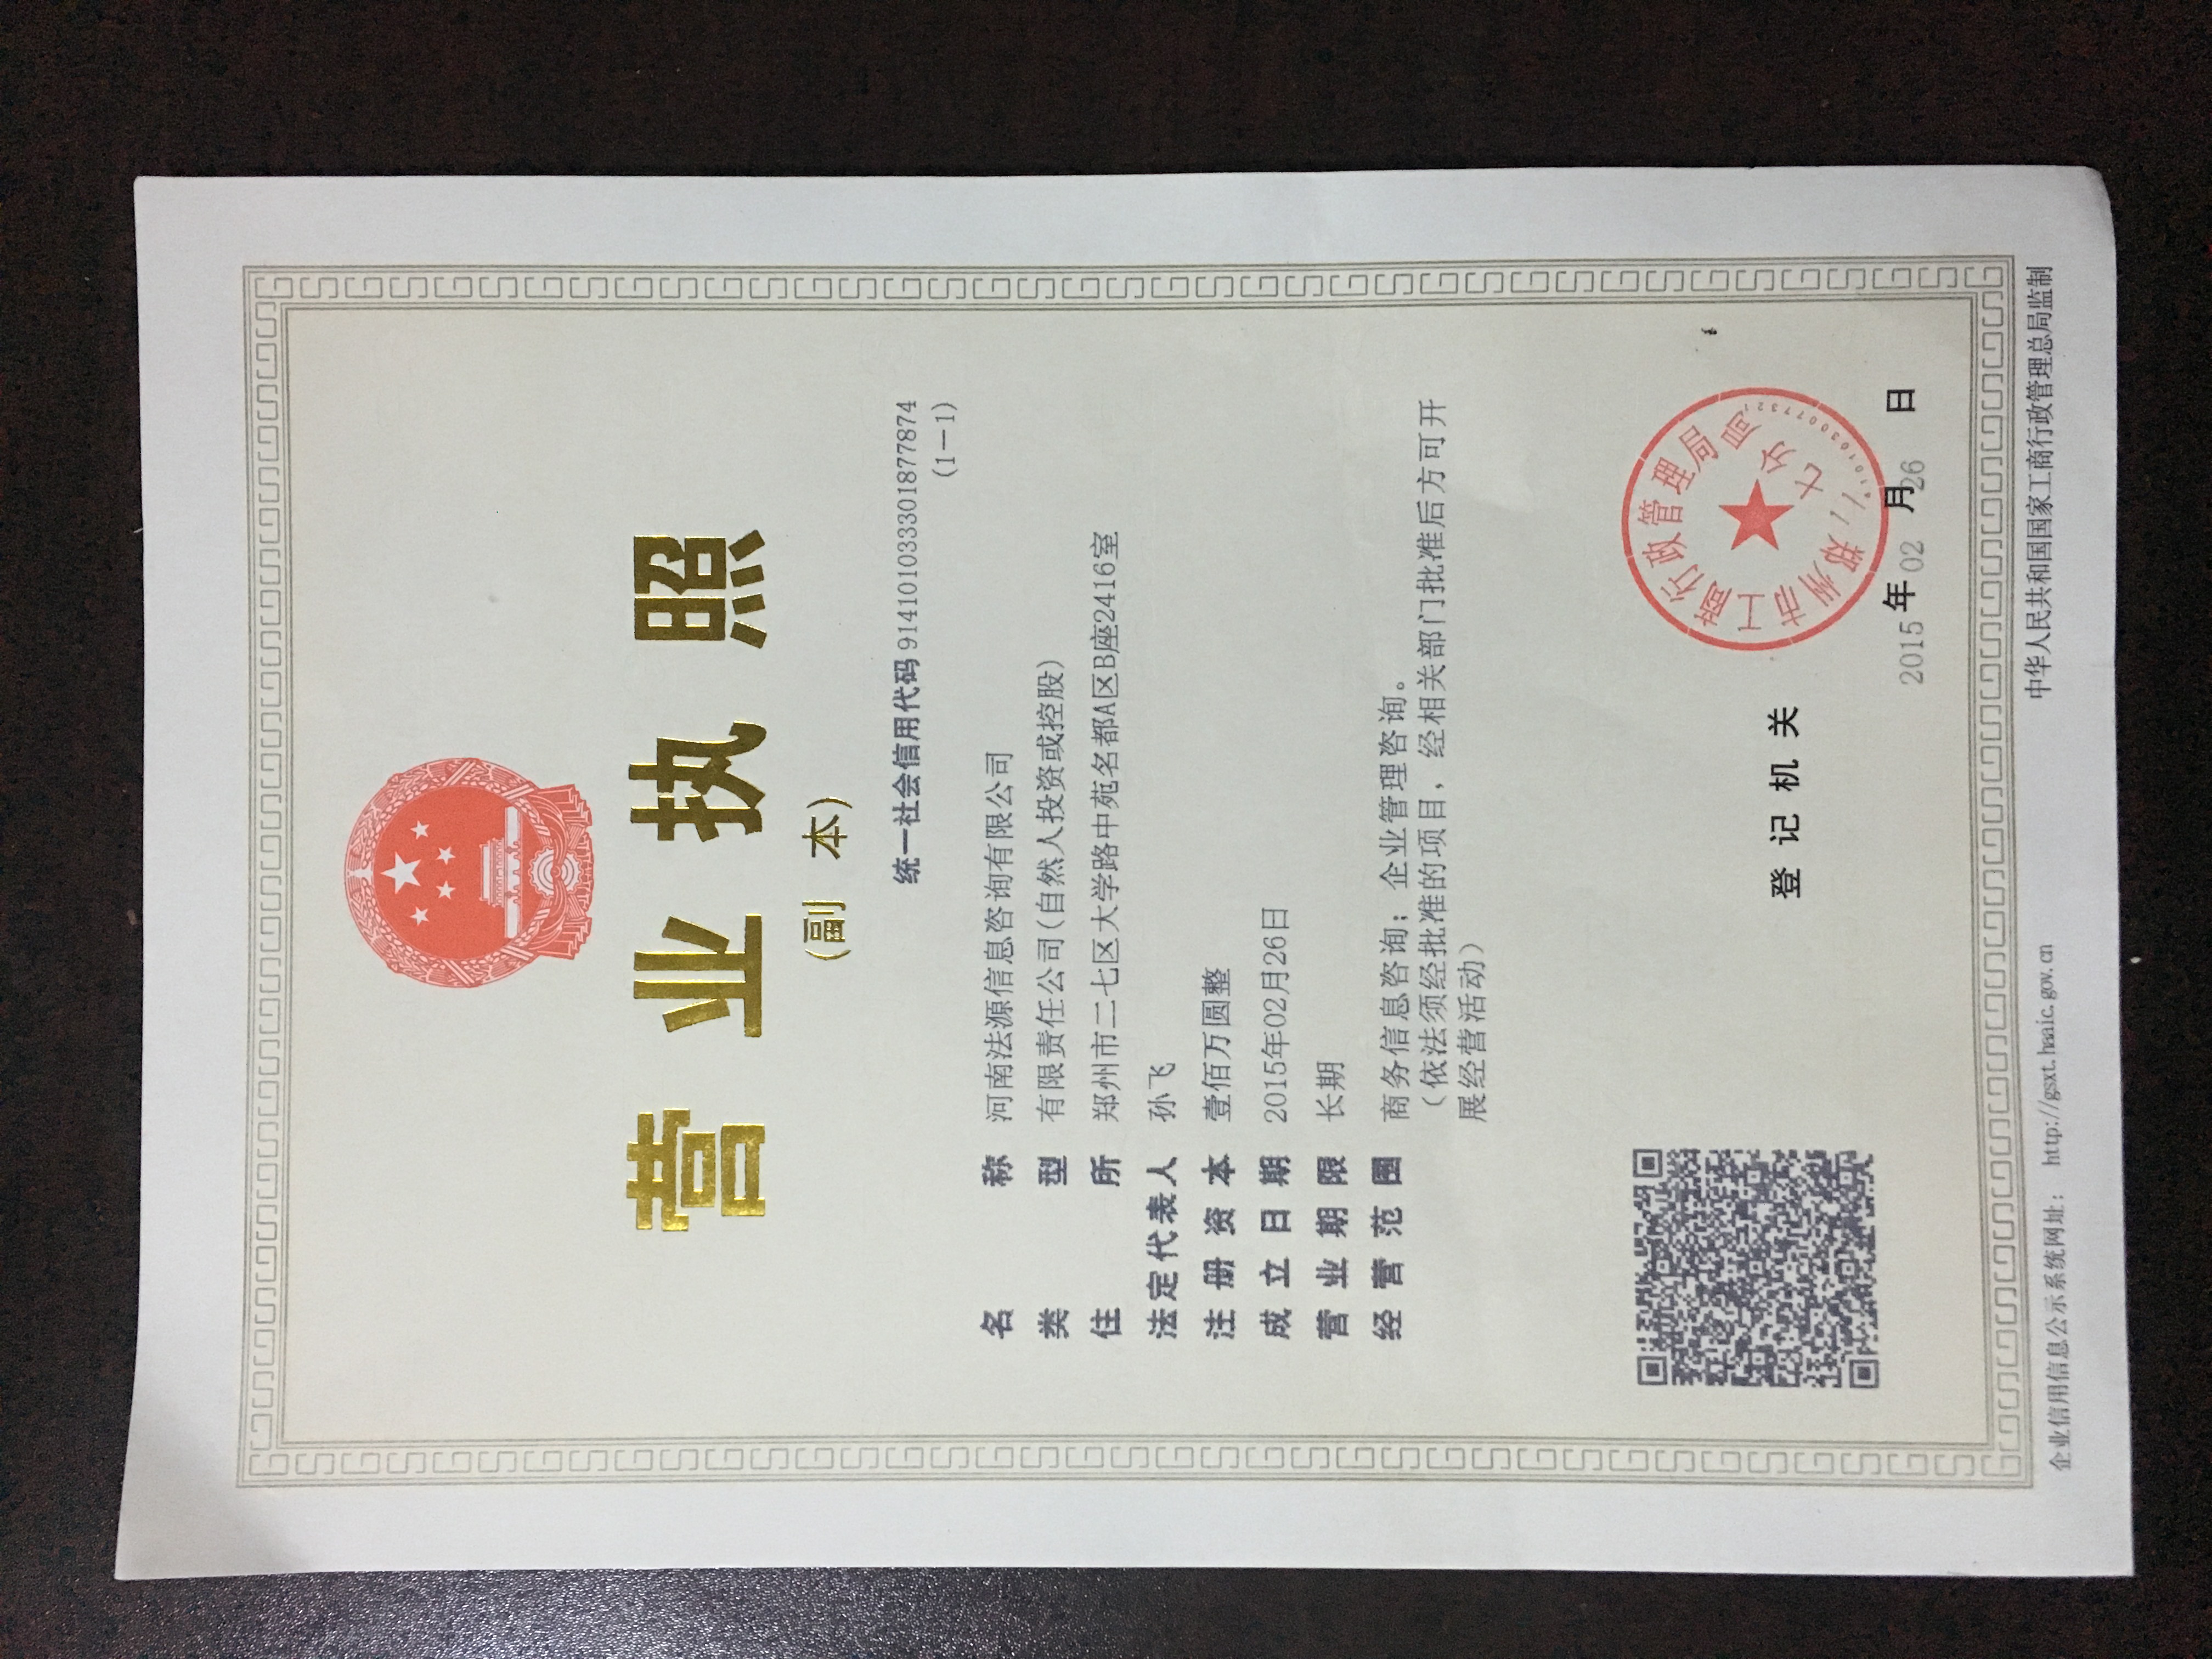 营业执照
(副 本)
统一社会信用代码 914101033301877874
(1-1)
名 称 河南法源信息咨询有限公司
类 型 有限责任公司(自然人投资或控股)
住 所 郑州市二七区大学路中苑名都A区B座2416室
法定代表人 孙飞
注册资本 壹佰万圆整
成立日期 2015年02月26日
营业期限 长期
经营范围 商务信息咨询；企业管理咨询。
（依法须经批准的项目，经相关部门批准后方可开
展经营活动）
登记机关
郑州市工商行政管理局
二七分局
2015 年 02 月 26 日
企业信用信息公示系统网址： http://gsxt.haaic.gov.cn
中华人民共和国国家工商行政管理总局监制